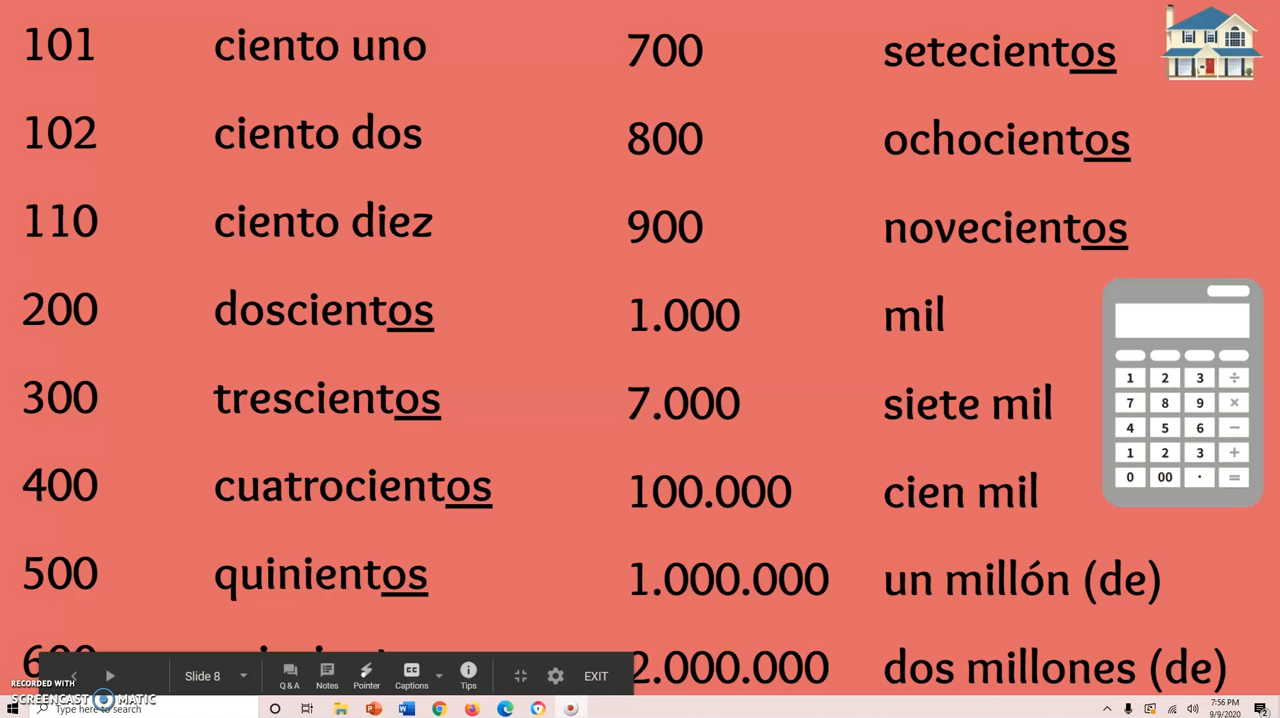 101 ciento uno
102 ciento dos
110 ciento diez
200 doscientos
300 trescientos
400 cuatrocientos
500 quinientos
700 setecientos
800 ochocientos
900 novecientos
1.000 mil
7.000 siete mil
100.000 cien mil
1.000.000 un millón (de)
2.000.000 dos millones (de)
1 2 3 ÷
7 8 9 ×
4 5 6 −
1 2 3 +
0 00 · =
Slide 8
Q & A
Notes
Pointer
CC
Captions
Tips
EXIT
RECORDED WITH
SCREENCAST MATIC
Type here to search
7:56 PM
9/9/2020
2